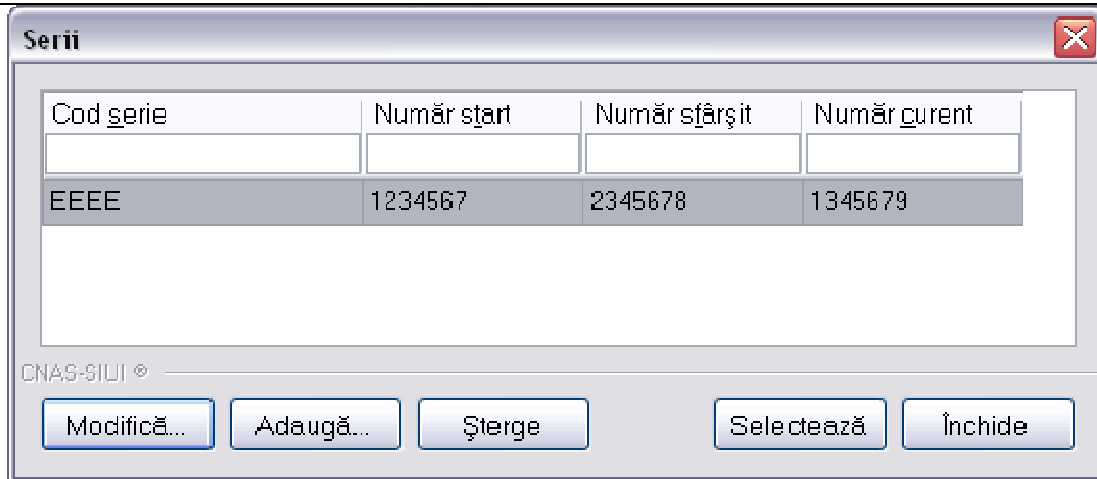 Serii
Cod serie Număr start Număr sfârşit Număr curent
EEEE 1234567 2345678 1345679
CNAS-SIUI ®
Modifică... Adaugă... Şterge Selectează Închide